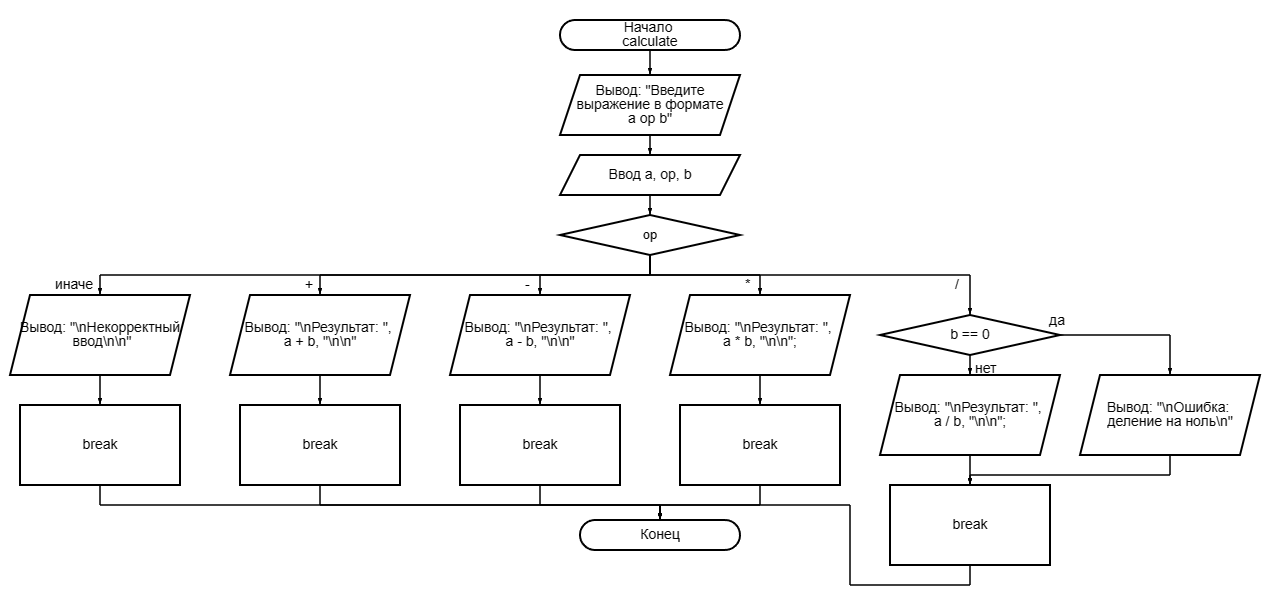 Начало
calculate
Вывод: "Введите
выражение в формате
a op b"
Ввод a, op, b
op
иначе
+
-
*
/
Вывод: "\nНекорректный
ввод\n\n"
Вывод: "\nРезультат: ",
a + b, "\n\n"
Вывод: "\nРезультат: ",
a - b, "\n\n"
Вывод: "\nРезультат: ",
a * b, "\n\n";
b == 0
да
нет
Вывод: "\nРезультат: ",
a / b, "\n\n";
Вывод: "\nОшибка:
деление на ноль\n"
break
break
break
break
break
Конец